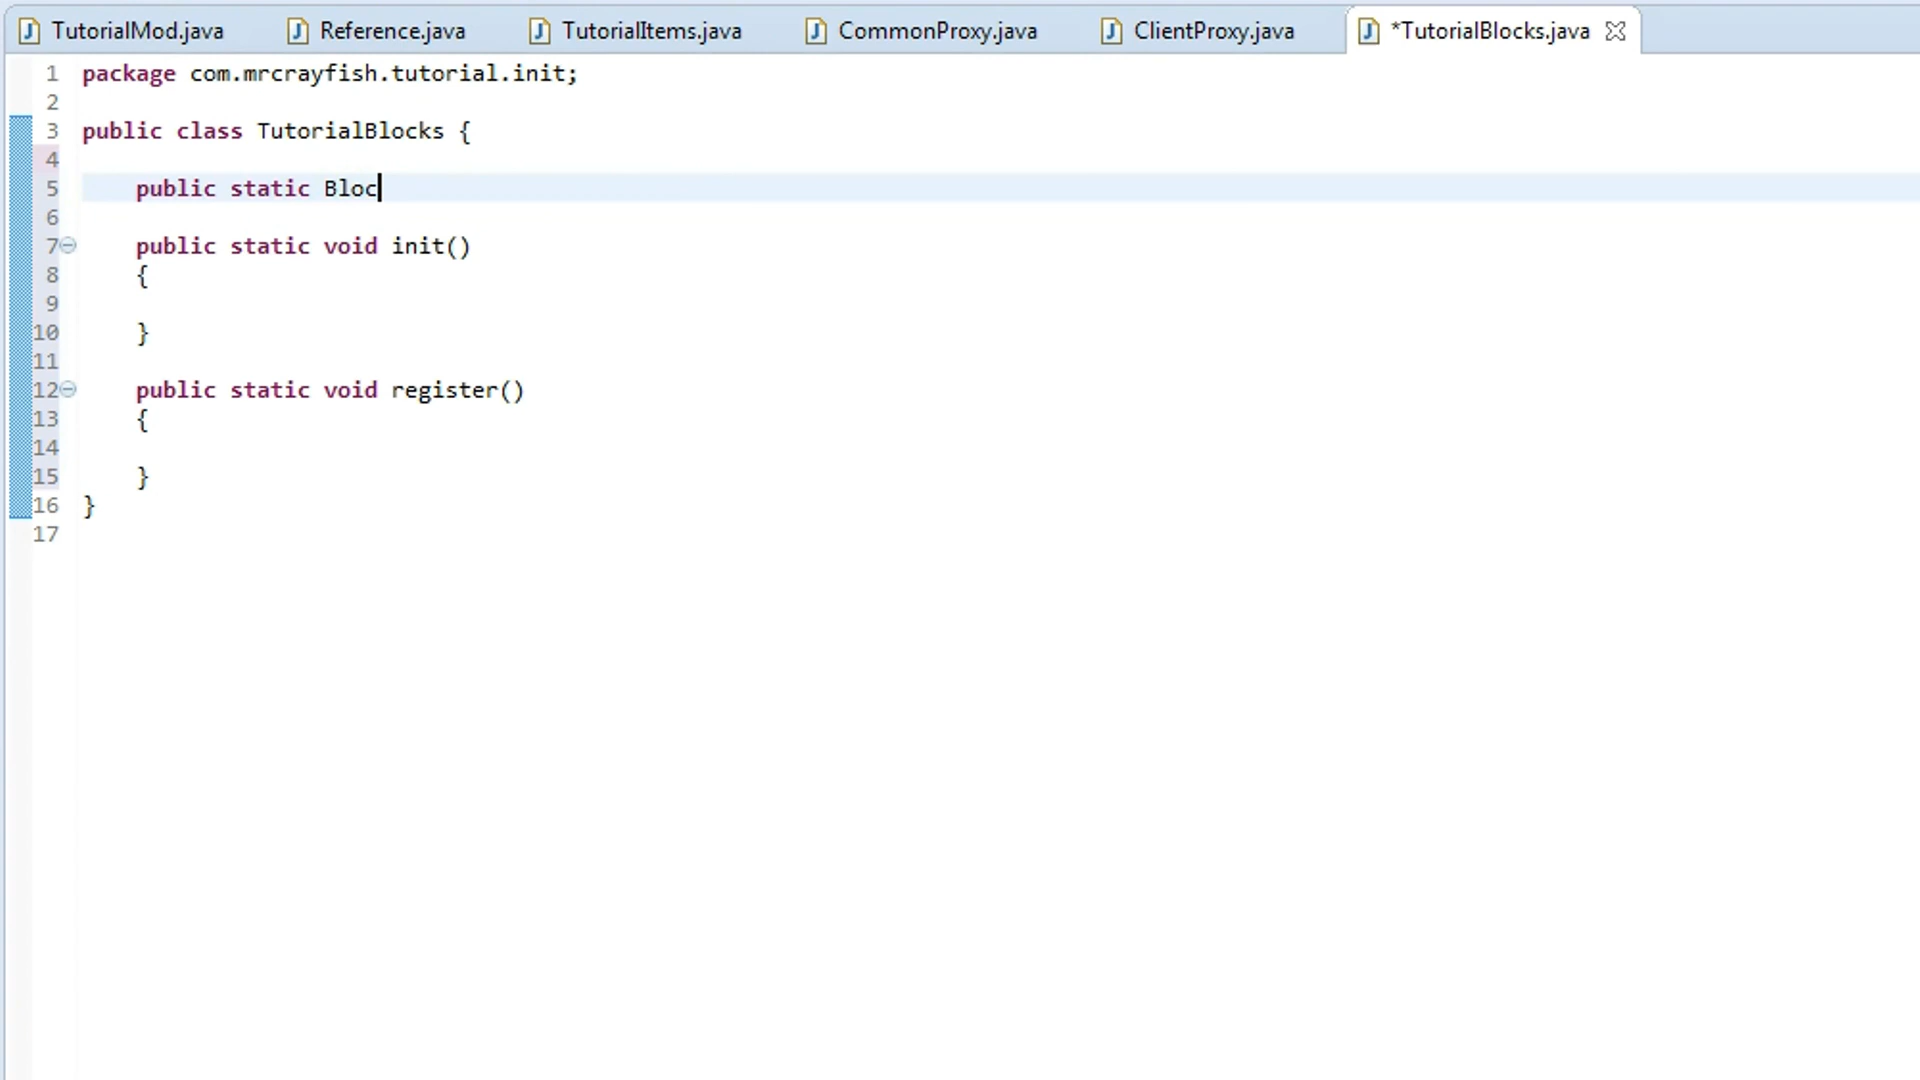 TutorialMod.java Reference.java TutorialItems.java CommonProxy.java ClientProxy.java *TutorialBlocks.java
1 package com.mrcrayfish.tutorial.init;
2
3 public class TutorialBlocks {
4
5 public static Bloc
6
7 public static void init()
8 {
9
10 }
11
12 public static void register()
13 {
14
15 }
16 }
17